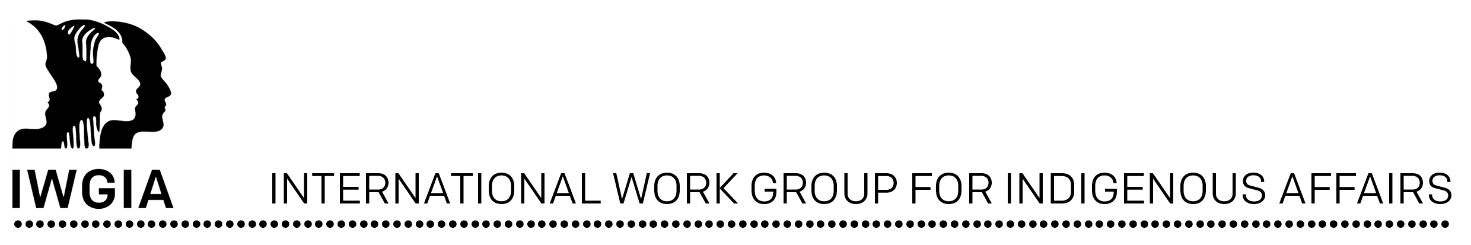 IWGIA INTERNATIONAL WORK GROUP FOR INDIGENOUS AFFAIRS